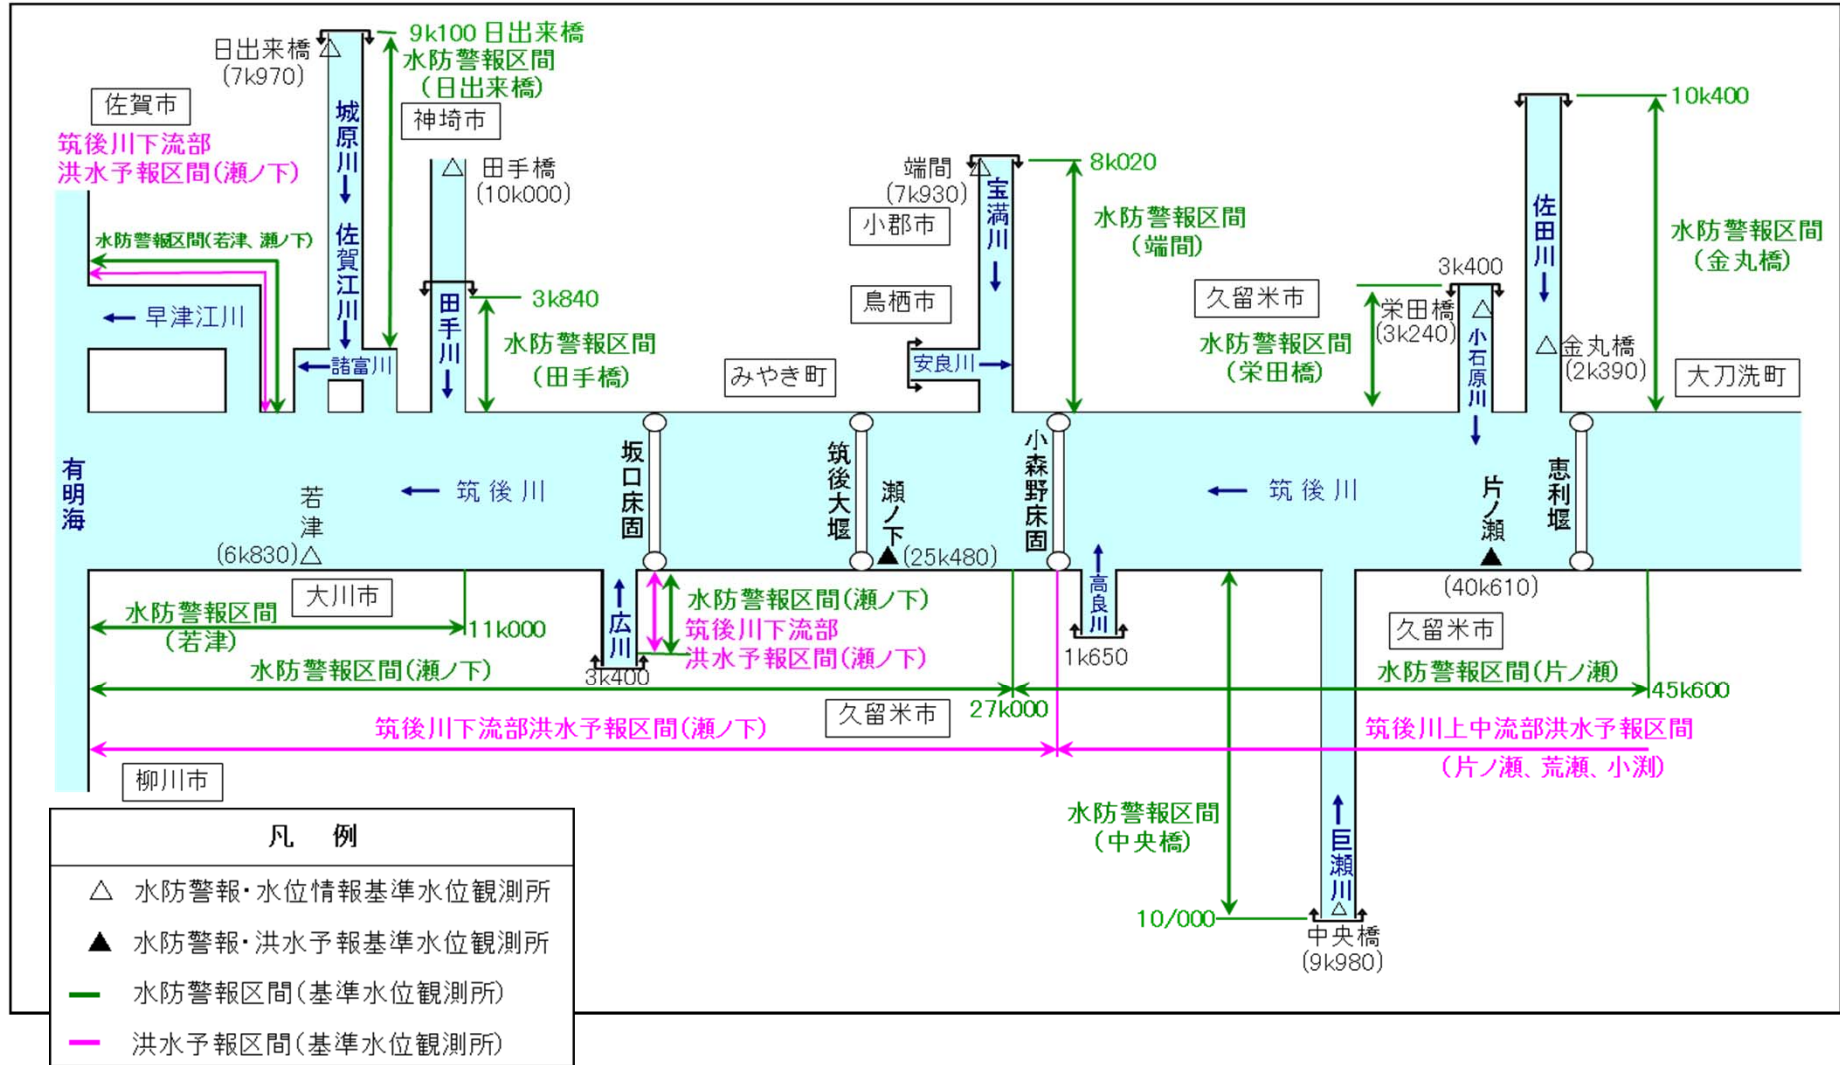 9k100 日出来橋
日出来橋
(7k970)
水防警報区間
(日出来橋)
佐賀市
神埼市
城原川
佐賀江川
筑後川下流部
洪水予報区間(瀬ノ下)
水防警報区間(若津、瀬ノ下)
早津江川
諸富川
田手橋
(10k000)
田手川
3k840
水防警報区間
(田手橋)
端間
(7k930)
8k020
宝満川
小郡市
水防警報区間
(端間)
鳥栖市
安良川
みやき町
久留米市
水防警報区間
(栄田橋)
3k400
栄田橋
(3k240)
小石原川
10k400
佐田川
水防警報区間
(金丸橋)
金丸橋
(2k390)
大刀洗町
有明海
若津
(6k830)
筑後川
坂口床固
筑後大堰
瀬ノ下
(25k480)
小森野床固
筑後川
片ノ瀬
(40k610)
恵利堰
大川市
水防警報区間
(若津)
11k000
広川
3k400
水防警報区間(瀬ノ下)
筑後川下流部
洪水予報区間(瀬ノ下)
高良川
1k650
久留米市
水防警報区間(瀬ノ下)
水防警報区間(片ノ瀬)
27k000
45k600
久留米市
筑後川下流部洪水予報区間(瀬ノ下)
筑後川上中流部洪水予報区間
(片ノ瀬、荒瀬、小渕)
柳川市
水防警報区間
(中央橋)
巨瀬川
10/000
中央橋
(9k980)
凡 例
△ 水防警報・水位情報基準水位観測所
▲ 水防警報・洪水予報基準水位観測所
水防警報区間(基準水位観測所)
洪水予報区間(基準水位観測所)